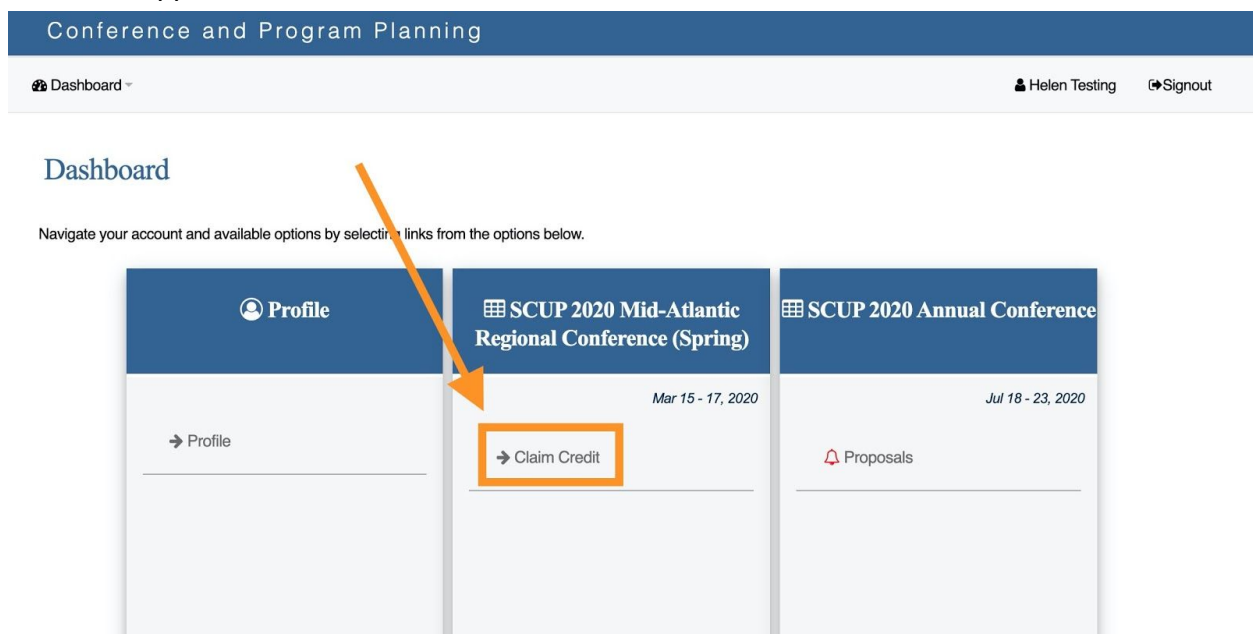 Conference and Program Planning
Dashboard
Helen Testing
Signout
Dashboard
Navigate your account and available options by selecting links from the options below.
Profile
SCUP 2020 Mid-Atlantic
Regional Conference (Spring)
SCUP 2020 Annual Conference
Mar 15 - 17, 2020
Jul 18 - 23, 2020
Profile
Claim Credit
Proposals